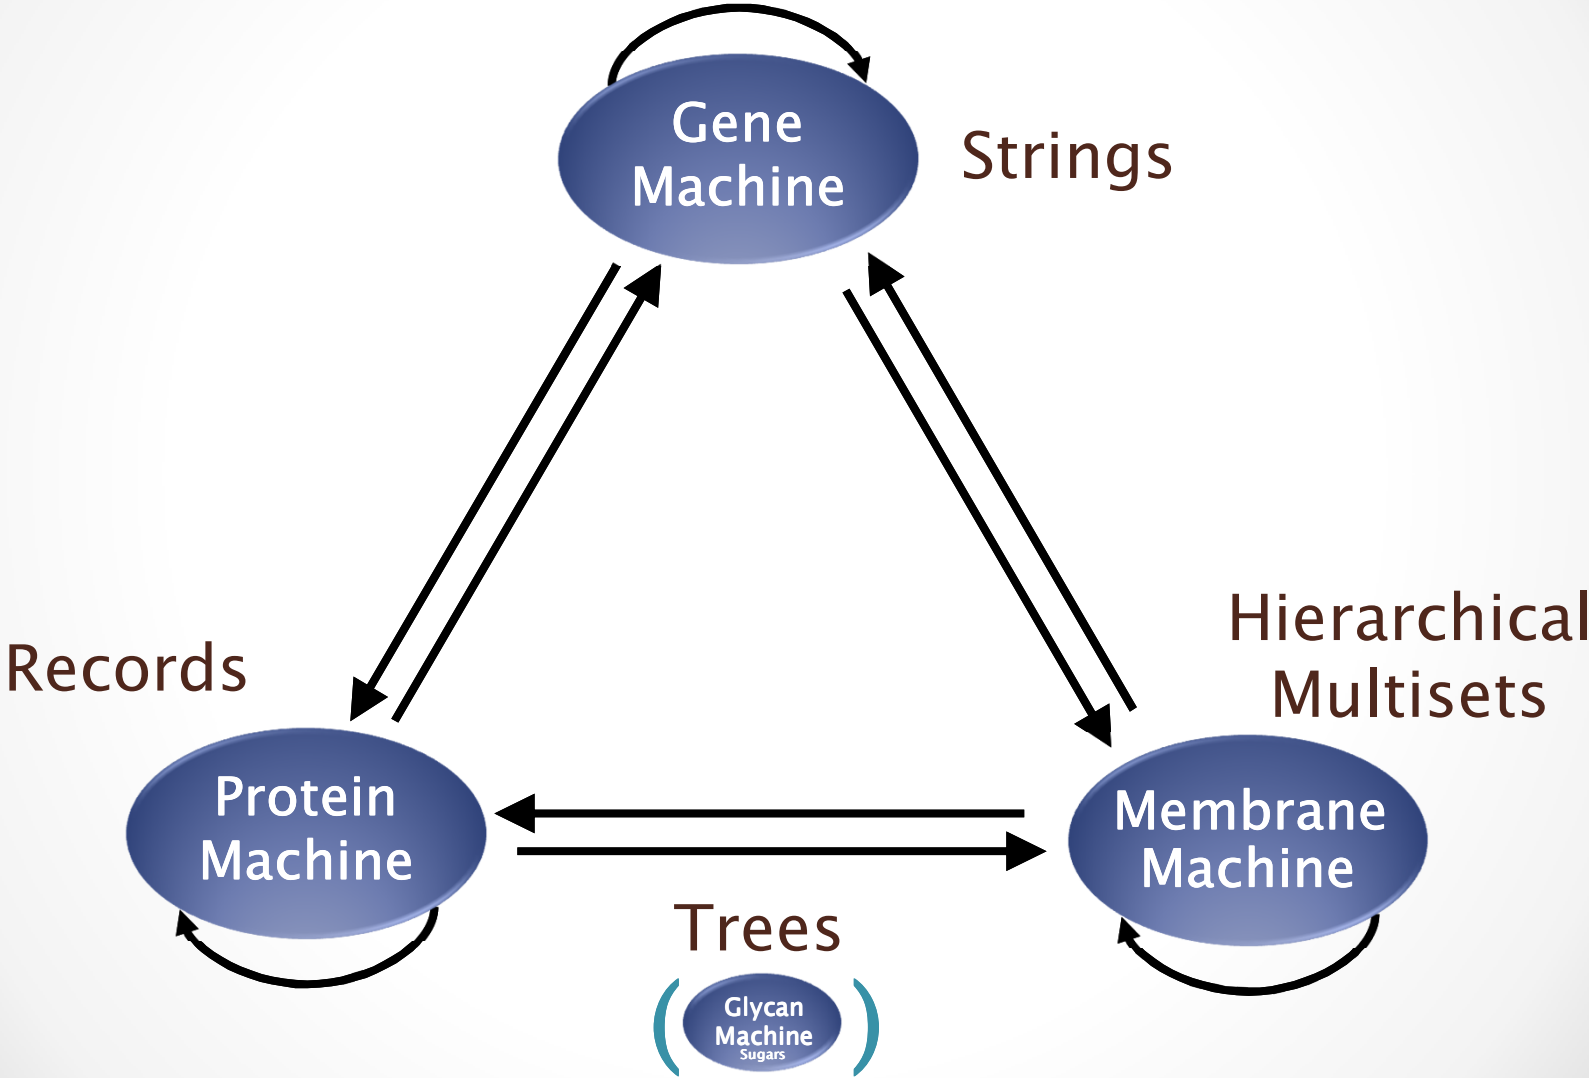 Gene
Machine
Strings
Records
Hierarchical
Multisets
Protein
Machine
Membrane
Machine
Trees
(Glycan
Machine
Sugars)